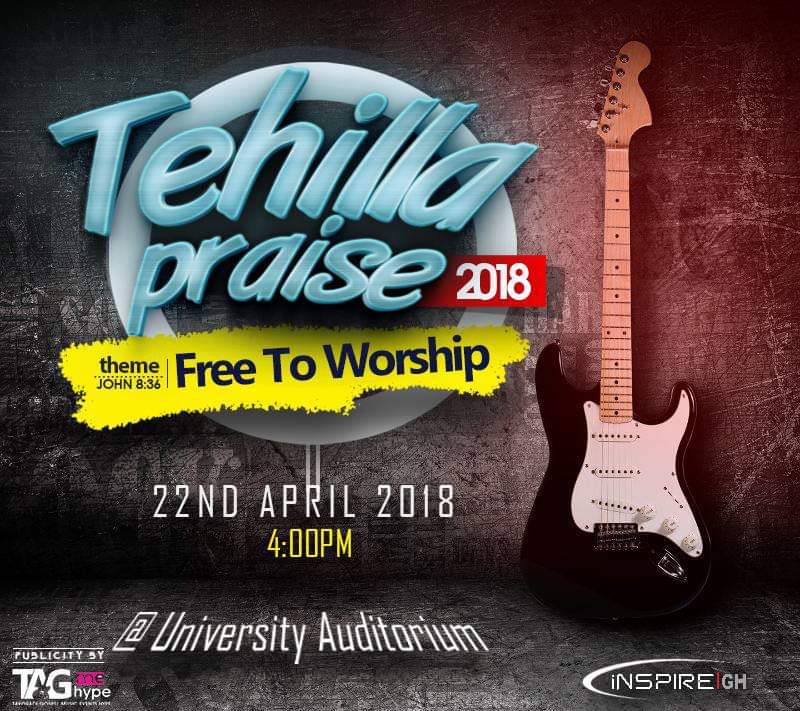 Tehilla
praise 2018
theme
JOHN 8:36
Free To Worship
22ND APRIL 2018
4:00PM
@ University Auditorium
PUBLICITY BY
TAG me
hype
iNSPIRE|GH